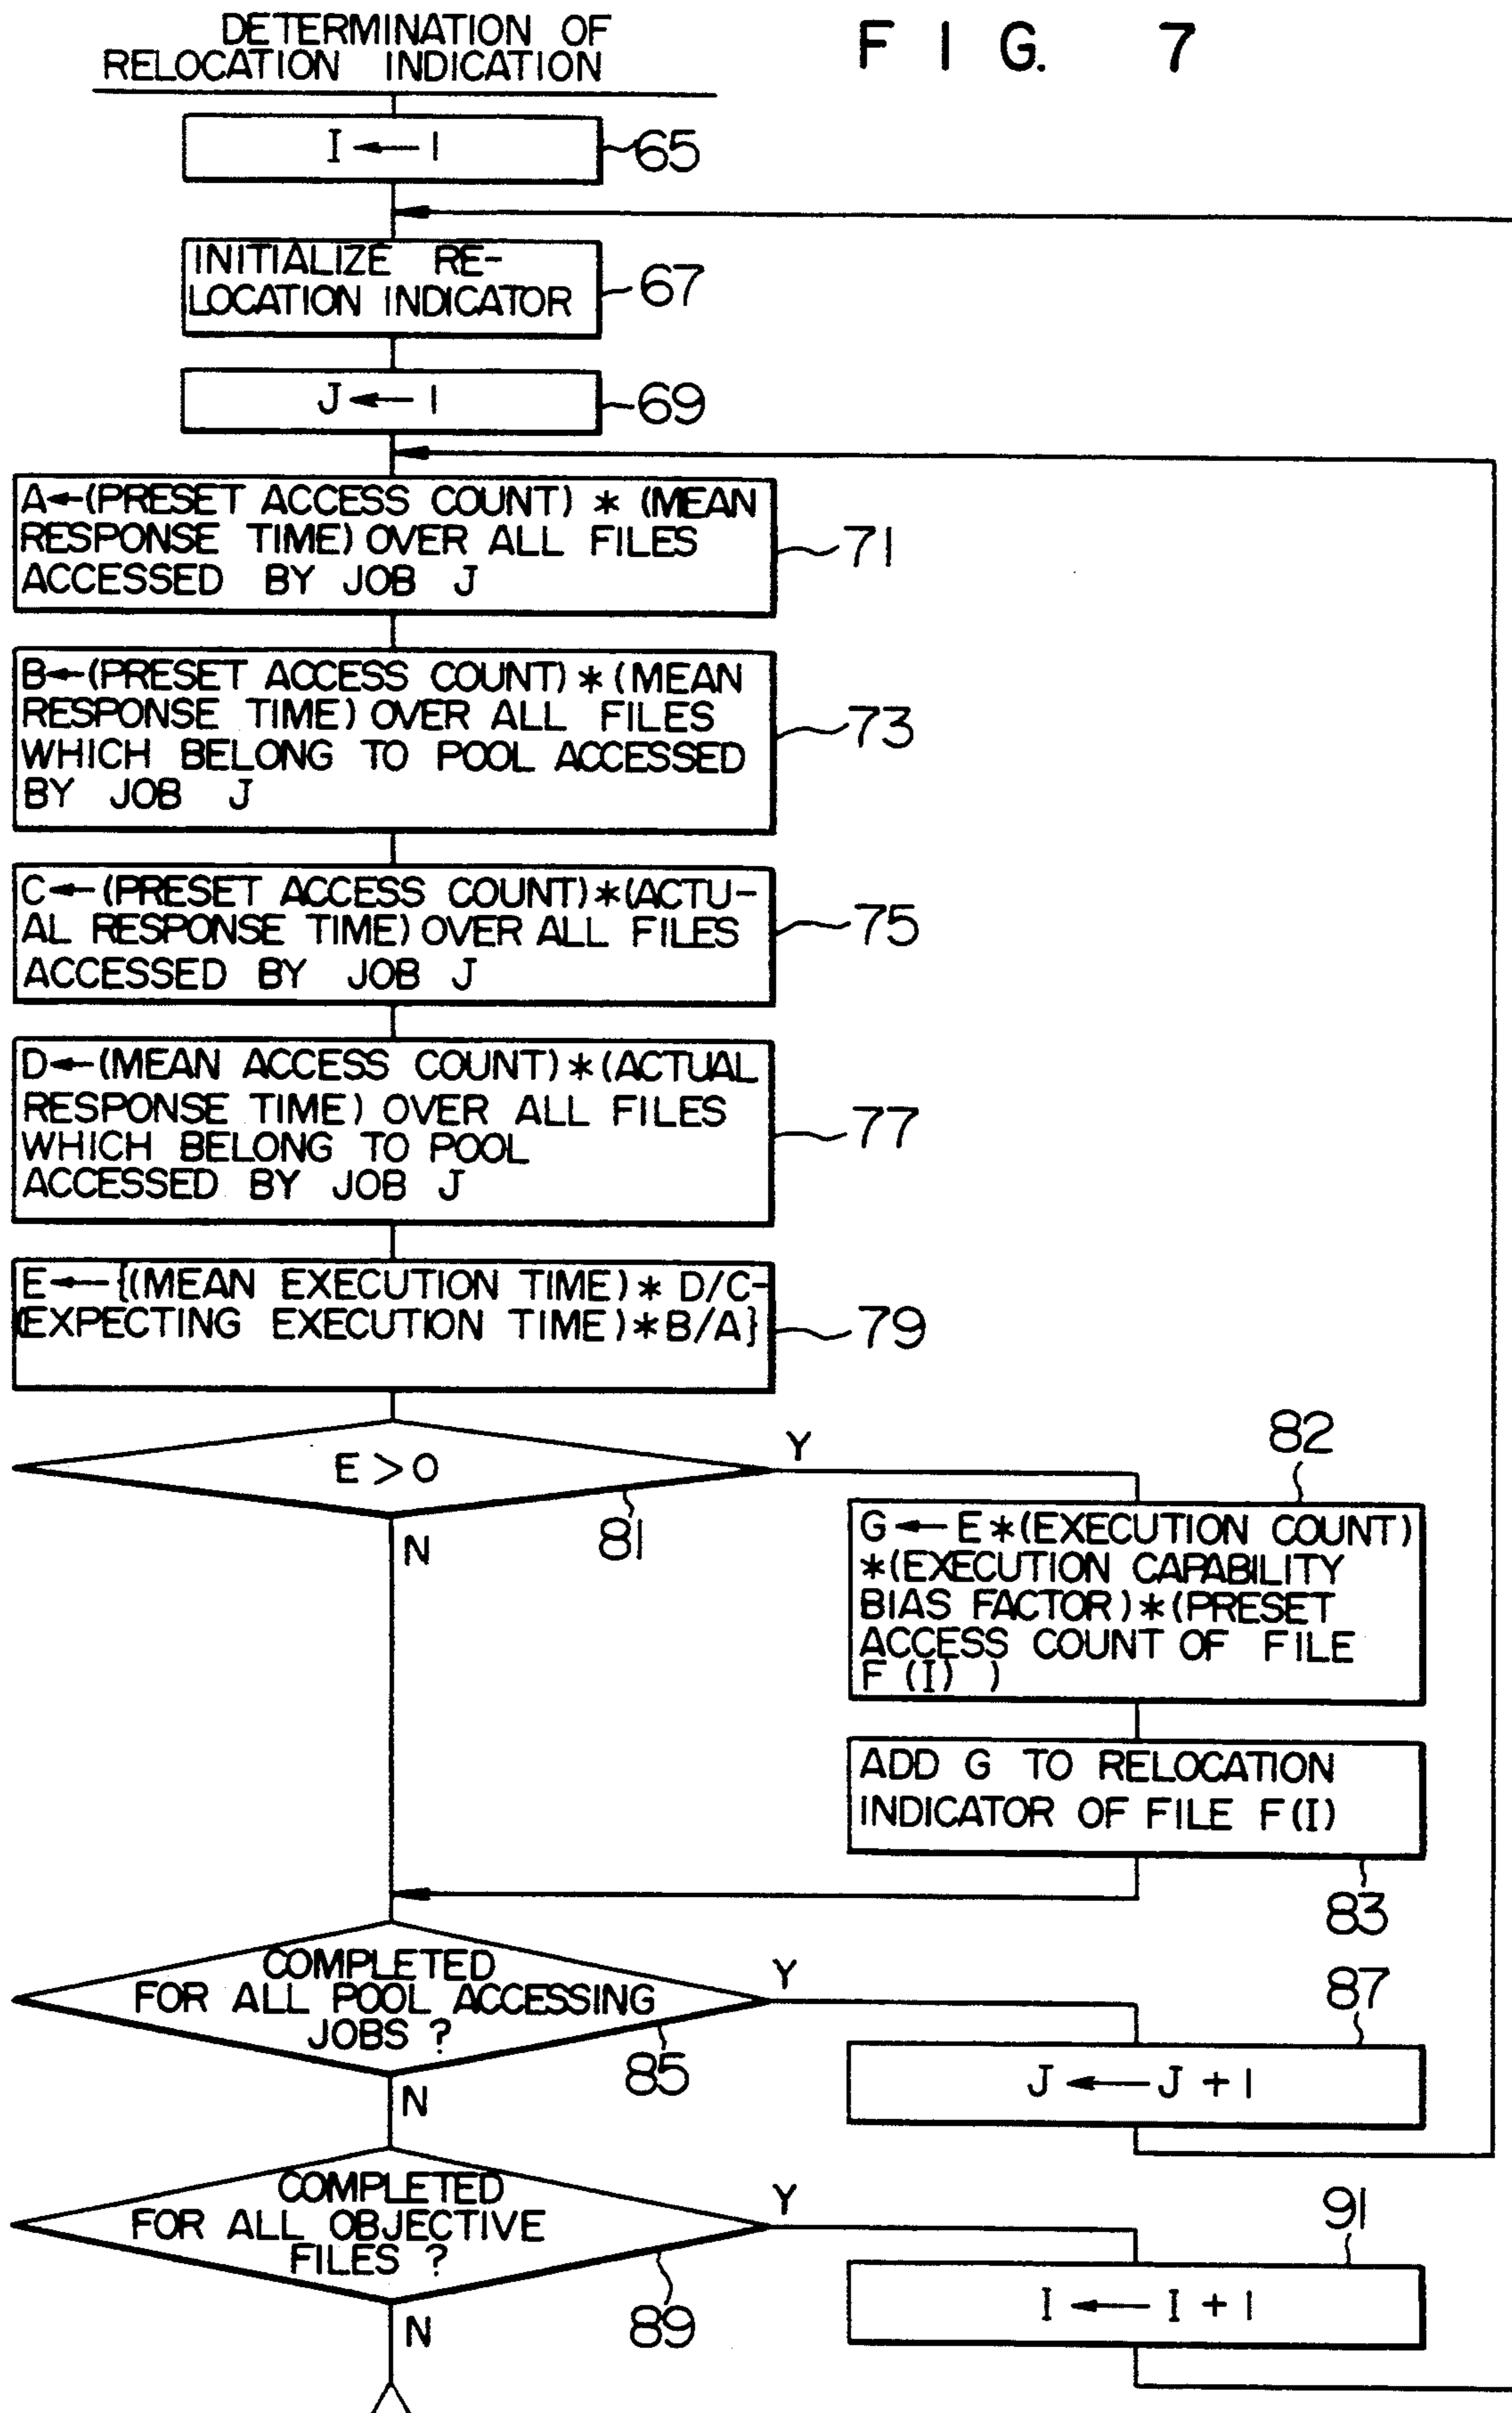 DETERMINATION OF
RELOCATION INDICATION
FIG. 7
I ← 1
65
INITIALIZE RE-
LOCATION INDICATOR
67
J ← 1
69
A←(PRESET ACCESS COUNT) * (MEAN
RESPONSE TIME) OVER ALL FILES
ACCESSED BY JOB J
71
B←(PRESET ACCESS COUNT) * (MEAN
RESPONSE TIME) OVER ALL FILES
WHICH BELONG TO POOL ACCESSED
BY JOB J
73
C←(PRESET ACCESS COUNT)*(ACTU-
AL RESPONSE TIME) OVER ALL FILES
ACCESSED BY JOB J
75
D←(MEAN ACCESS COUNT)*(ACTUAL
RESPONSE TIME) OVER ALL FILES
WHICH BELONG TO POOL
ACCESSED BY JOB J
77
E←{(MEAN EXECUTION TIME)* D/C-
(EXPECTING EXECUTION TIME)*B/A}
79
E > 0
Y
81
N
82
G ← E *(EXECUTION COUNT)
*(EXECUTION CAPABILITY
BIAS FACTOR)*(PRESET
ACCESS COUNT OF FILE
F (I) )
ADD G TO RELOCATION
INDICATOR OF FILE F(I)
83
COMPLETED
FOR ALL POOL ACCESSING
JOBS ?
Y
85
N
87
J ← J + 1
COMPLETED
FOR ALL OBJECTIVE
FILES ?
Y
89
N
91
I ← I + 1